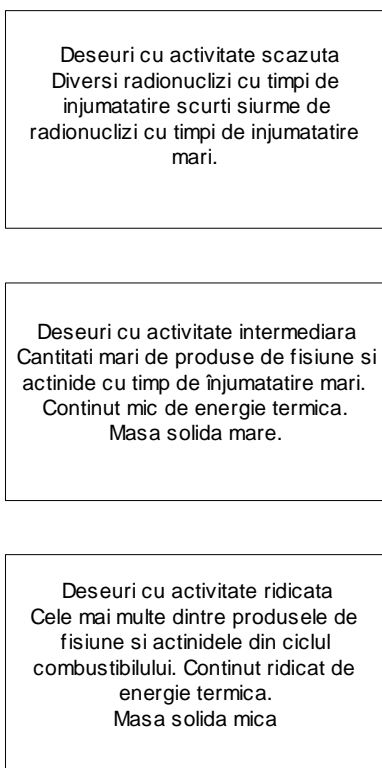 Deseuri cu activitate scazuta
Diversi radionuclizi cu timpi de
injumatatire scurti siurme de
radionuclizi cu timpi de injumatatire
mari.
Deseuri cu activitate intermediara
Cantitati mari de produse de fisiune si
actinide cu timp de înjumatatire mari.
Continut mic de energie termica.
Masa solida mare.
Deseuri cu activitate ridicata
Cele mai multe dintre produsele de
fisiune si actinidele din ciclul
combustibilului. Continut ridicat de
energie termica.
Masa solida mica